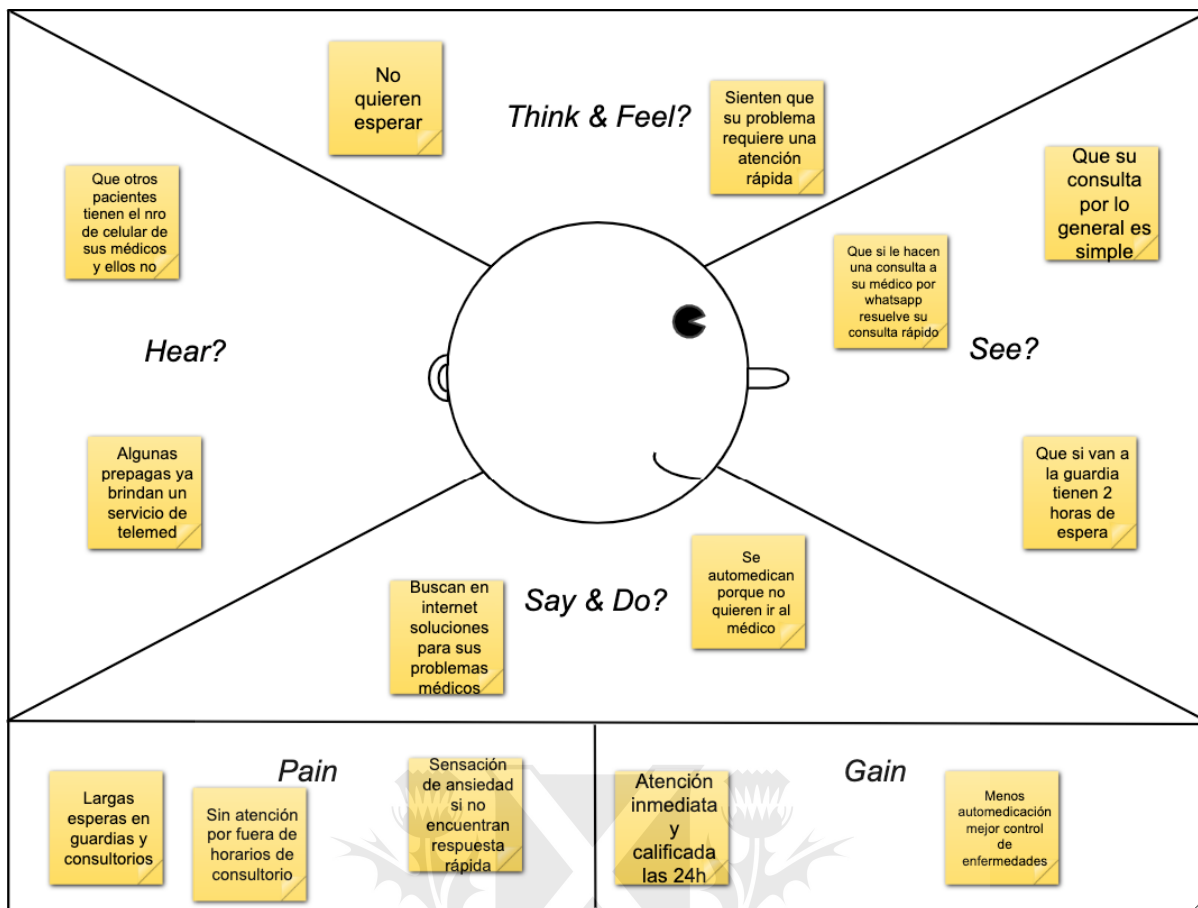 No
quieren
esperar
Think & Feel?
Sienten que
su problema
requiere una
atención
rápida
Que otros
pacientes
tienen el nro
de celular de
sus médicos
y ellos no
Hear?
Algunas
prepagas ya
brindan un
servicio de
telemed
Que su
consulta
por lo
general es
simple
Que si le hacen
una consulta a
su médico por
whatsapp
resuelve su
consulta rápido
See?
Que si van a
la guardia
tienen 2
horas de
espera
Buscan en
internet
soluciones
para sus
problemas
médicos
Say & Do?
Se
automedican
porque no
quieren ir al
médico
Pain
Largas
esperas en
guardias y
consultorios
Sin atención
por fuera de
horarios de
consultorio
Sensación
de ansiedad
si no
encuentran
respuesta
rápida
Gain
Atención
inmediata
y
calificada
las 24h
Menos
automedicación
mejor control
de
enfermedades